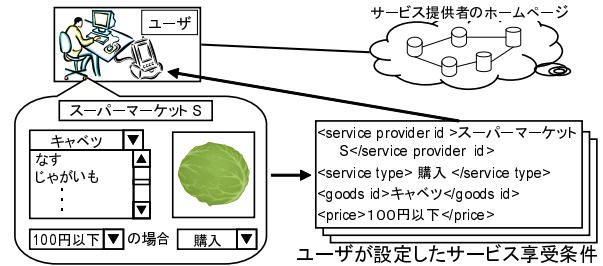 サービス提供者のホームページ
ユーザ
スーパーマーケット S
キャベツ
なす
じゃがいも
・
・
・
100円以下 の場合 購入
<service provider id >スーパーマーケット
S</service provider id>
<service type> 購入 </service type>
<goods id>キャベツ</goods id>
<price>100円以下</price>
ユーザが設定したサービス享受条件